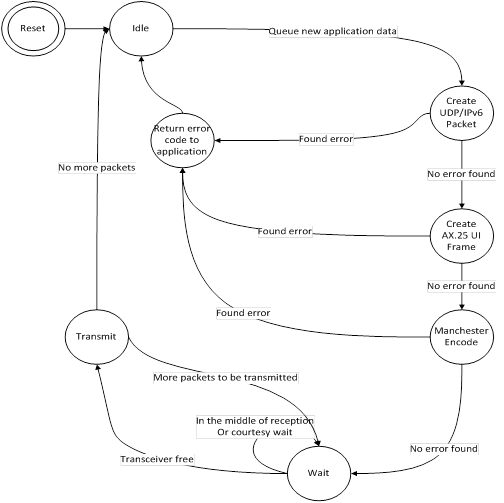 Reset
Idle
Queue new application data
Create
UDP/IPv6
Packet
Return error
code to
application
Found error
No more packets
No error found
Create
AX.25 UI
Frame
Found error
No error found
Found error
Transmit
Manchester
Encode
More packets to be transmitted
In the middle of reception
Or courtesy wait
No error found
Transceiver free
Wait